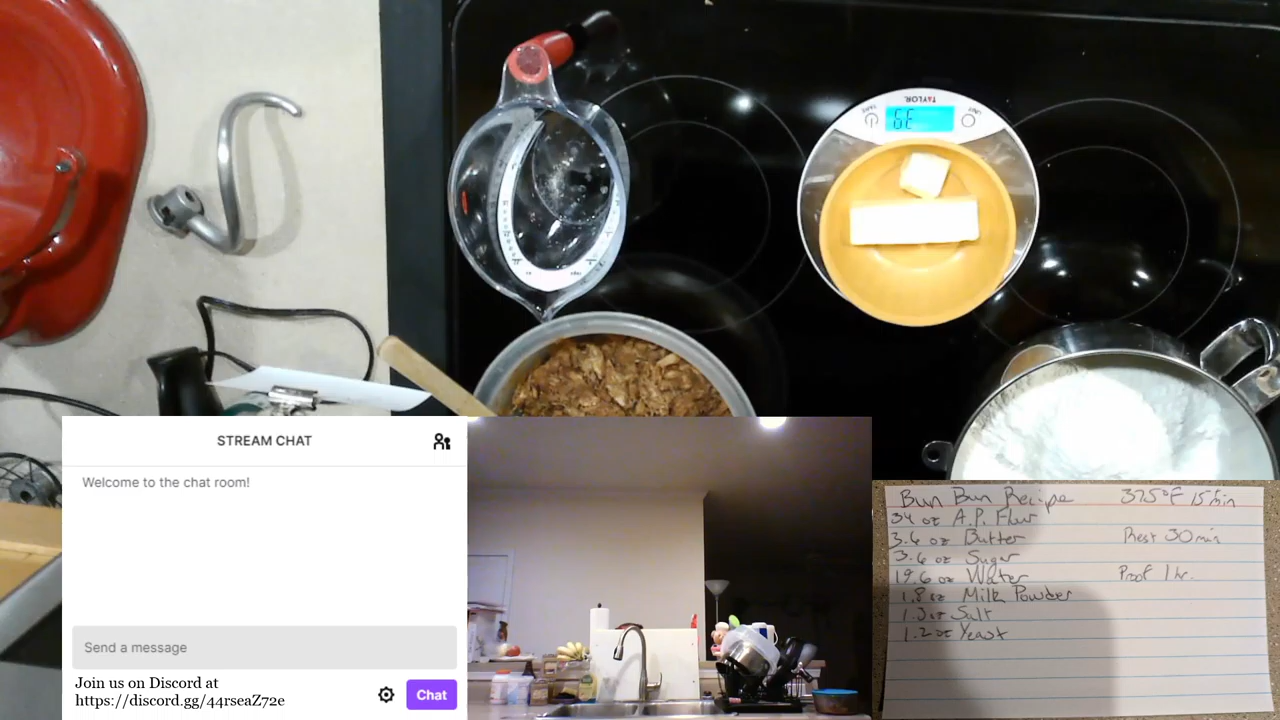 TAYLOR
UNIT
TARE
STREAM CHAT
Welcome to the chat room!
Send a message
Join us on Discord at
https://discord.gg/44rseaZ72e
Chat
Bun Bun Recipe 375°F 15 min
34 oz A.P. Flour
3.6 oz Butter Rest 30 min
3.6 oz Sugar
19.6 oz Water Proof 1 hr.
1.8 oz Milk Powder
oz Salt
1.2 oz Yeast